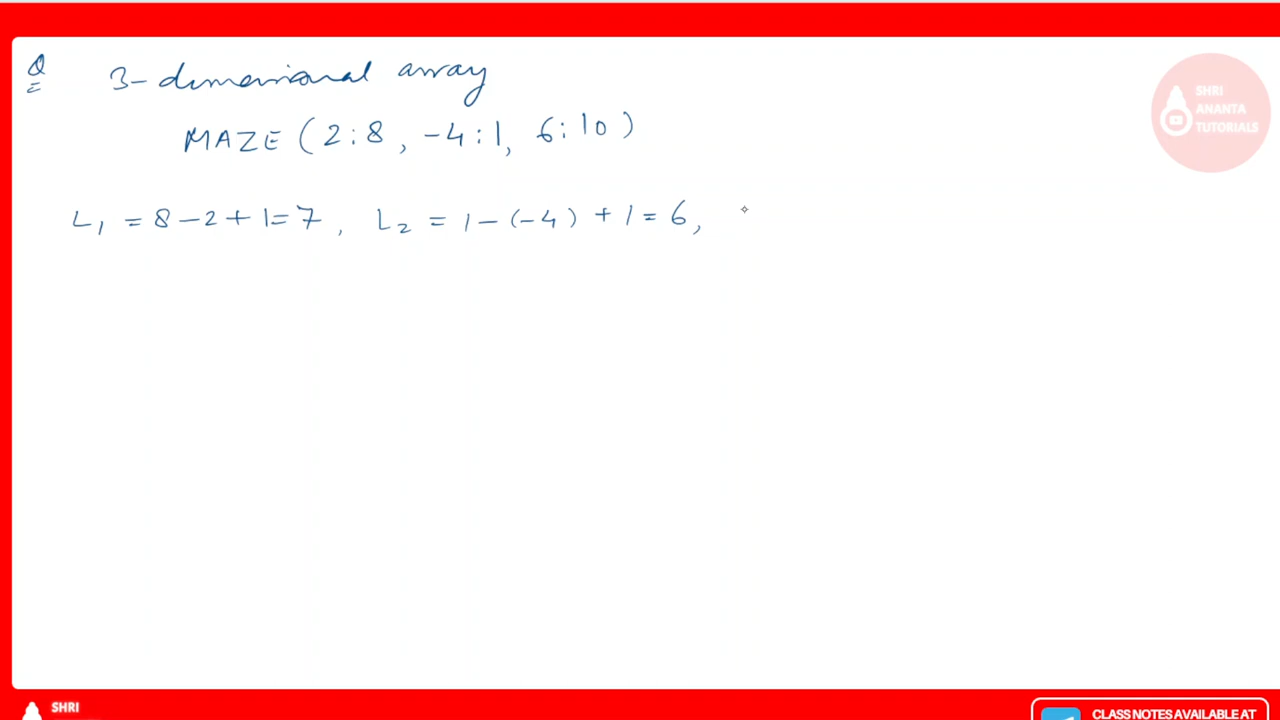 Q
3-dimensional array
MAZE (2:8, -4:1, 6:10)
L₁ = 8-2+1=7, L₂ = 1-(-4)+1=6,
SHRI
ANANTA
TUTORIALS
SHRI
CLASS NOTES AVAILABLE AT